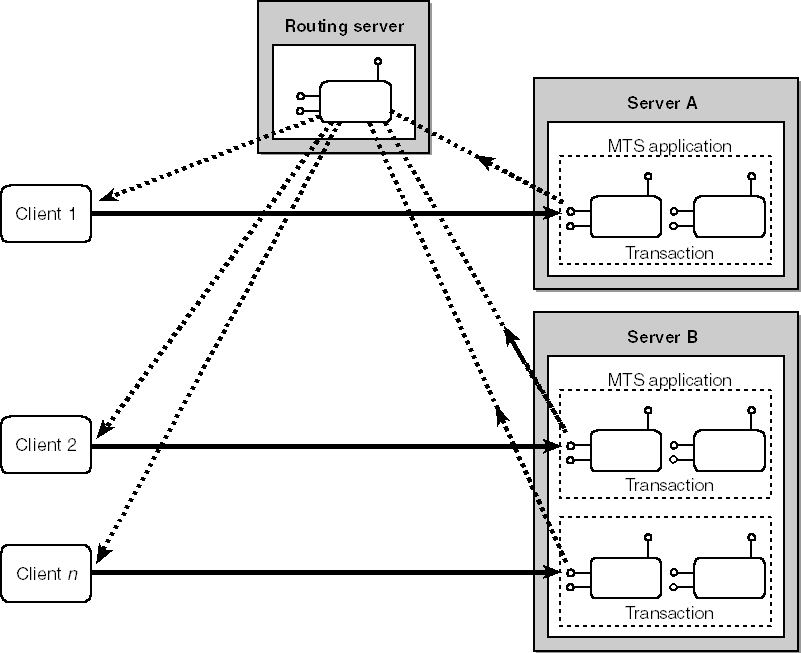 Routing server
Server A
MTS application
Client 1
Transaction
Server B
MTS application
Client 2
Transaction
Client n
Transaction